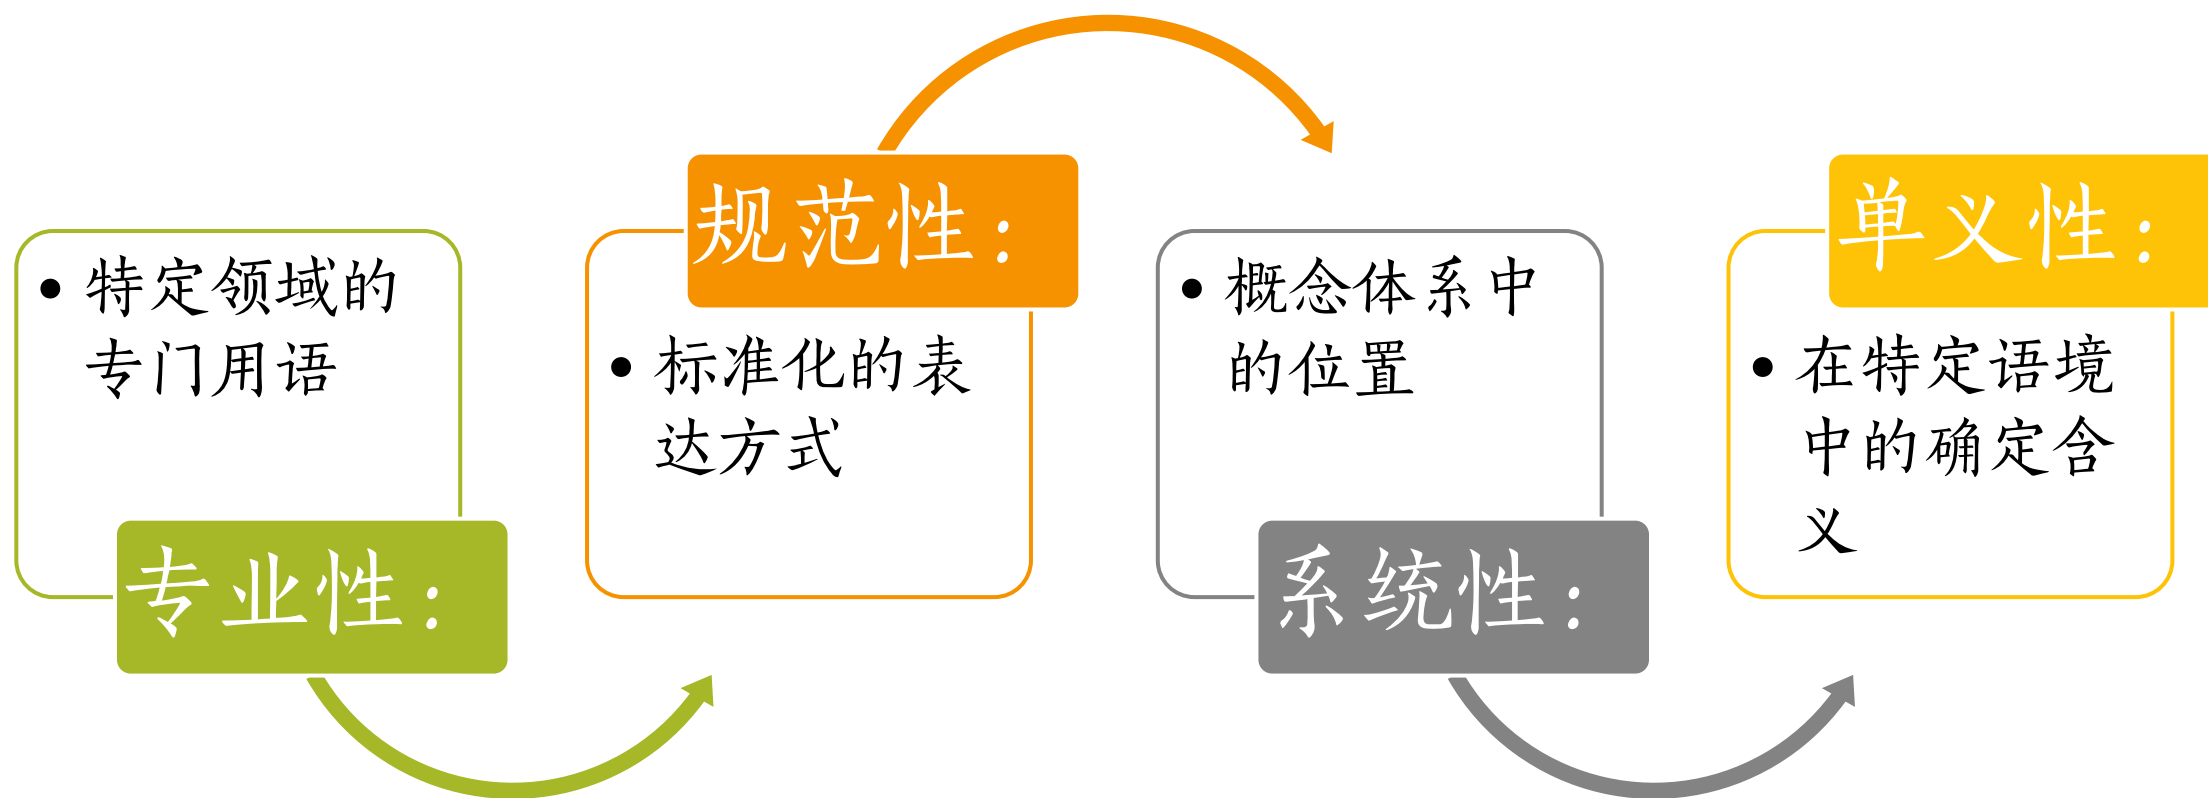 • 特定领域的
专门用语
专业性：
规范性：
• 标准化的表
达方式
• 概念体系中
的位置
系统性：
单义性：
• 在特定语境
中的确定含
义